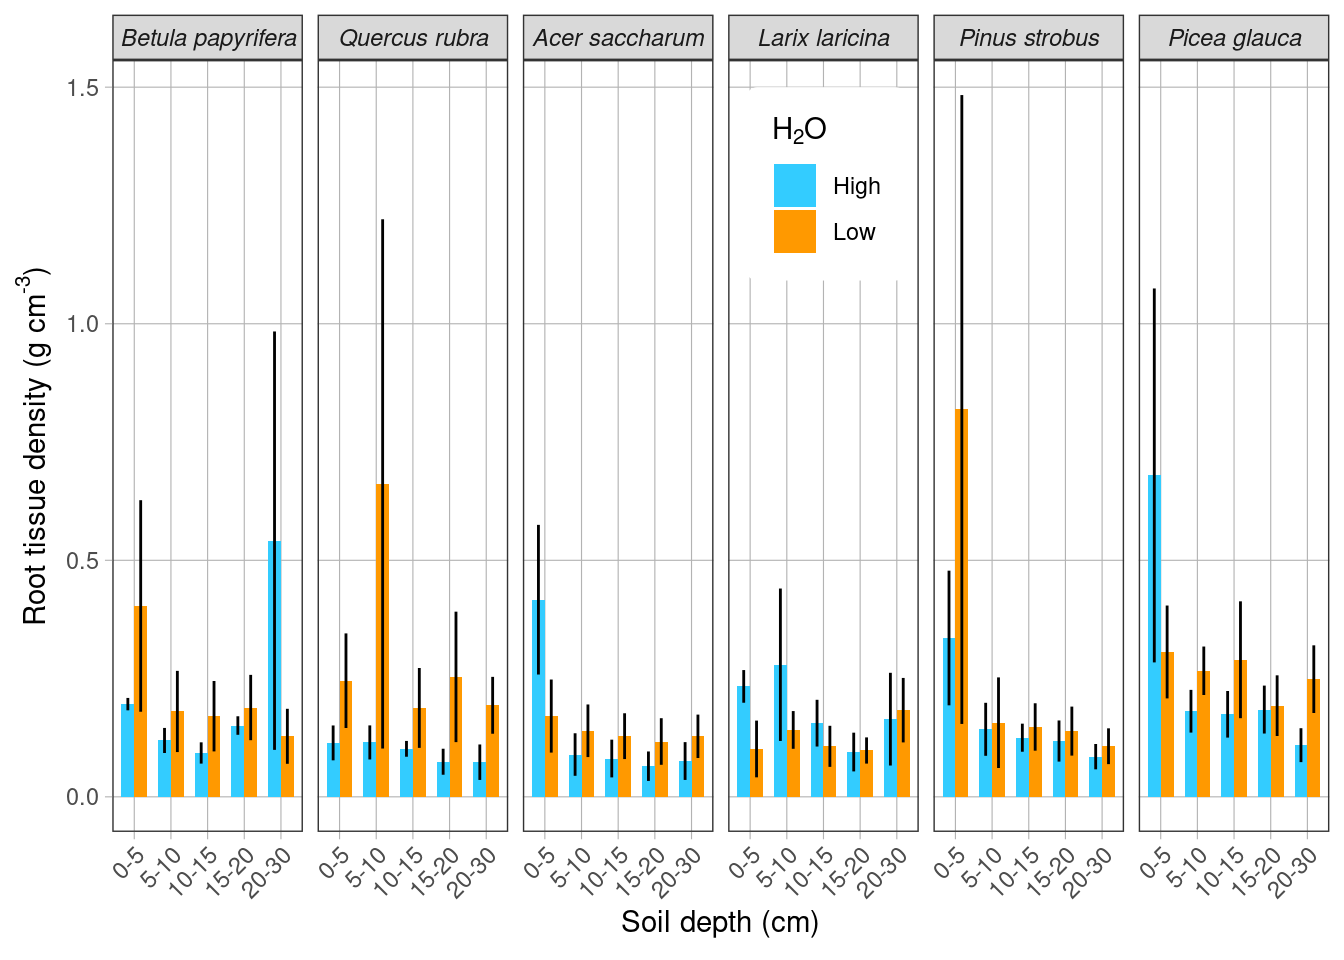 Betula papyrifera Quercus rubra Acer saccharum Larix laricina Pinus strobus Picea glauca
1.5
1.0
0.5
0.0
Root tissue density (g cm⁻³)
H₂O
High
Low
0-5 5-10 10-15 15-20 20-30 0-5 5-10 10-15 15-20 20-30 0-5 5-10 10-15 15-20 20-30 0-5 5-10 10-15 15-20 20-30 0-5 5-10 10-15 15-20 20-30 0-5 5-10 10-15 15-20 20-30
Soil depth (cm)